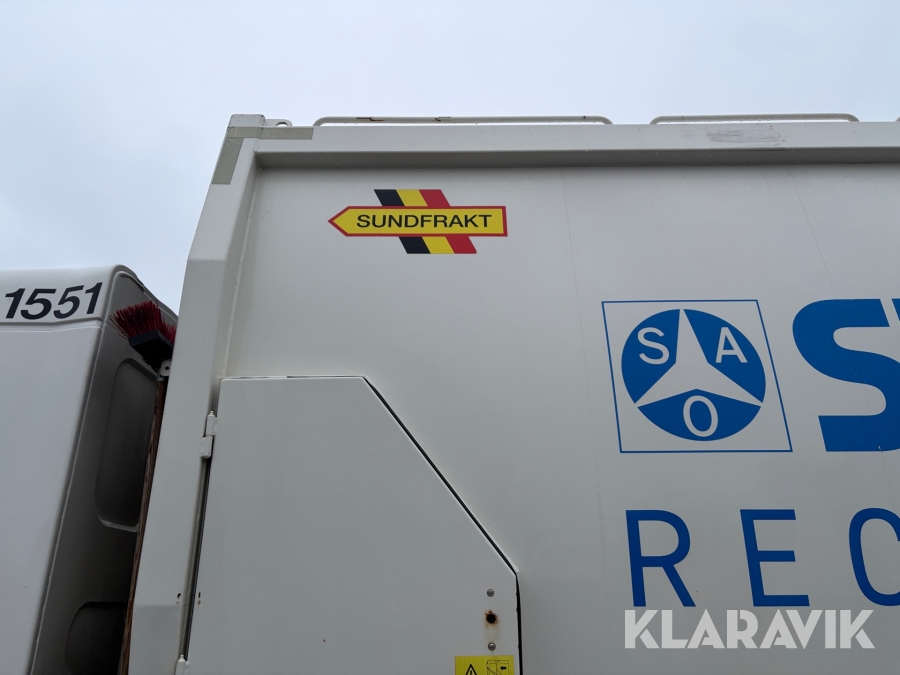 SUNDFRAKT
1551
S A
O
REC
KLARAVIK